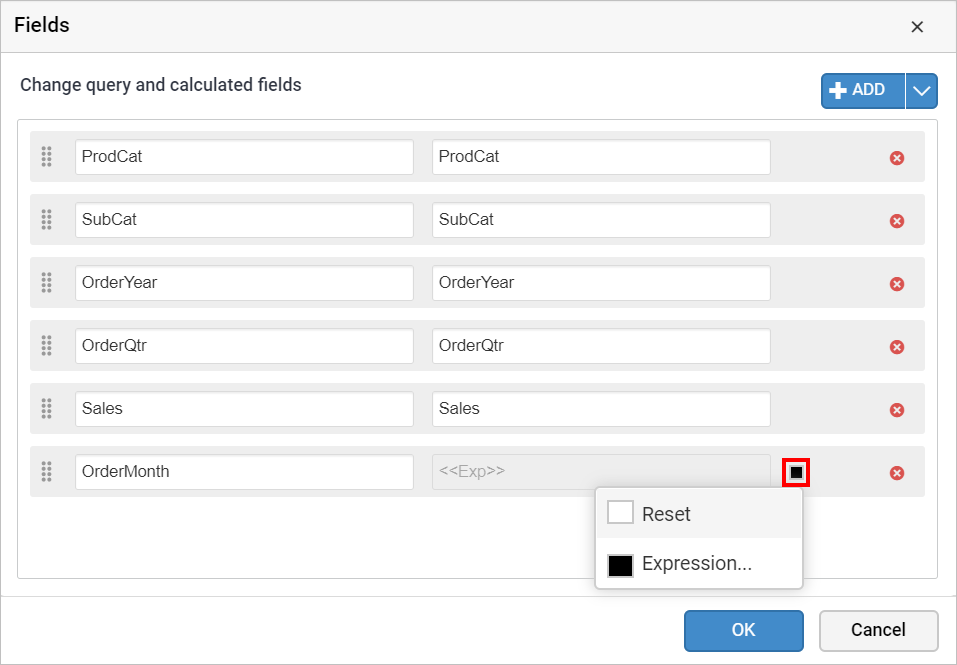 Fields
Change query and calculated fields
ADD
ProdCat ProdCat
SubCat SubCat
OrderYear OrderYear
OrderQtr OrderQtr
Sales Sales
OrderMonth <<Exp>>
Reset
Expression...
OK Cancel